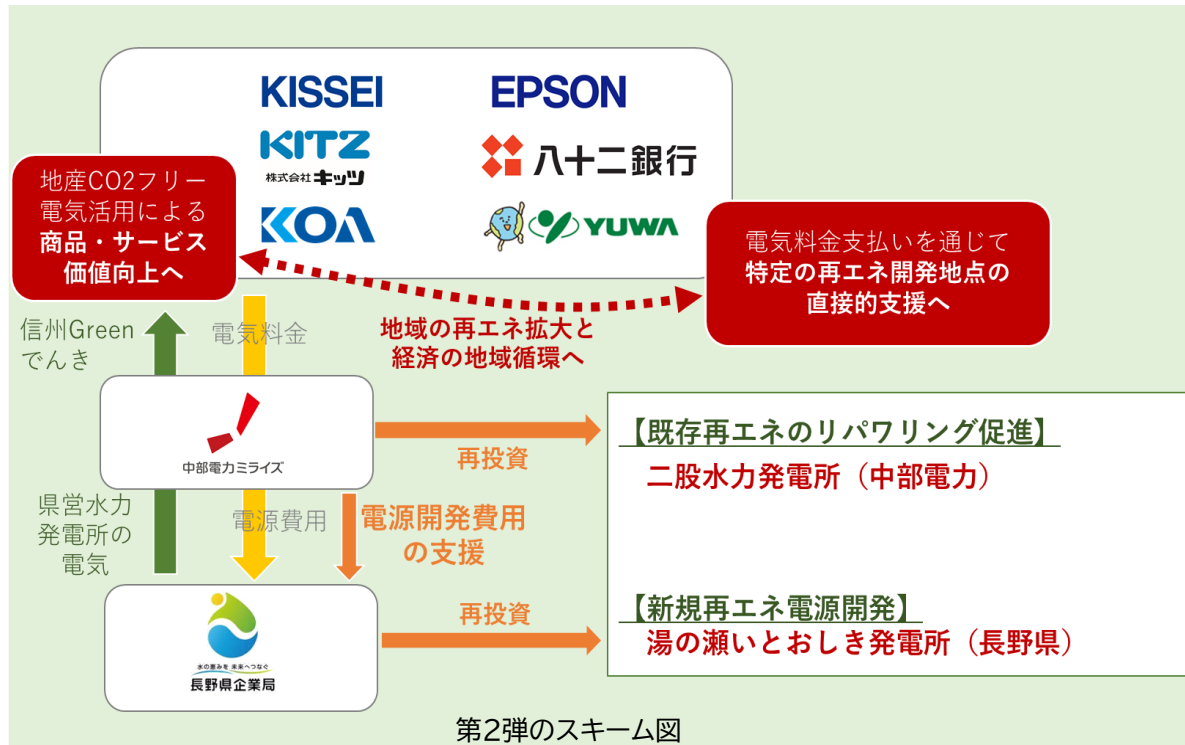 KISSEI
EPSON
KITZ
株式会社キッツ
八十二銀行
KOA
YUWA
地産CO2フリー
電気活用による
商品・サービス
価値向上へ
電気料金支払いを通じて
特定の再エネ開発地点の
直接的支援へ
地域の再エネ拡大と
経済の地域循環へ
信州Green
でんき
電気料金
中部電力ミライズ
再投資
【既存再エネのリパワリング促進】
二股水力発電所（中部電力）
県営水力
発電所の
電気
電源費用
電源開発費用
の支援
水の恵みを 未来へつなぐ
長野県企業局
再投資
【新規再エネ電源開発】
湯の瀬いとおしき発電所（長野県）
第2弾のスキーム図